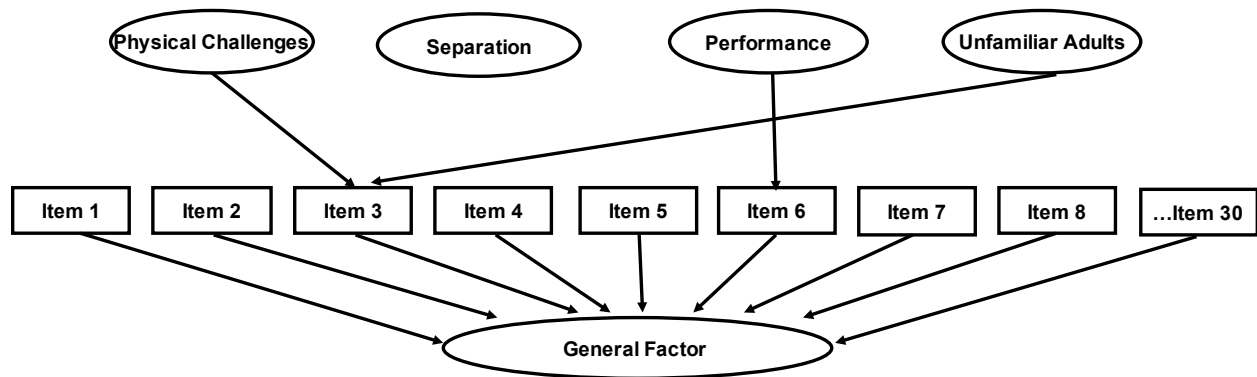 Physical Challenges
Separation
Performance
Unfamiliar Adults
Item 1
Item 2
Item 3
Item 4
Item 5
Item 6
Item 7
Item 8
…Item 30
General Factor